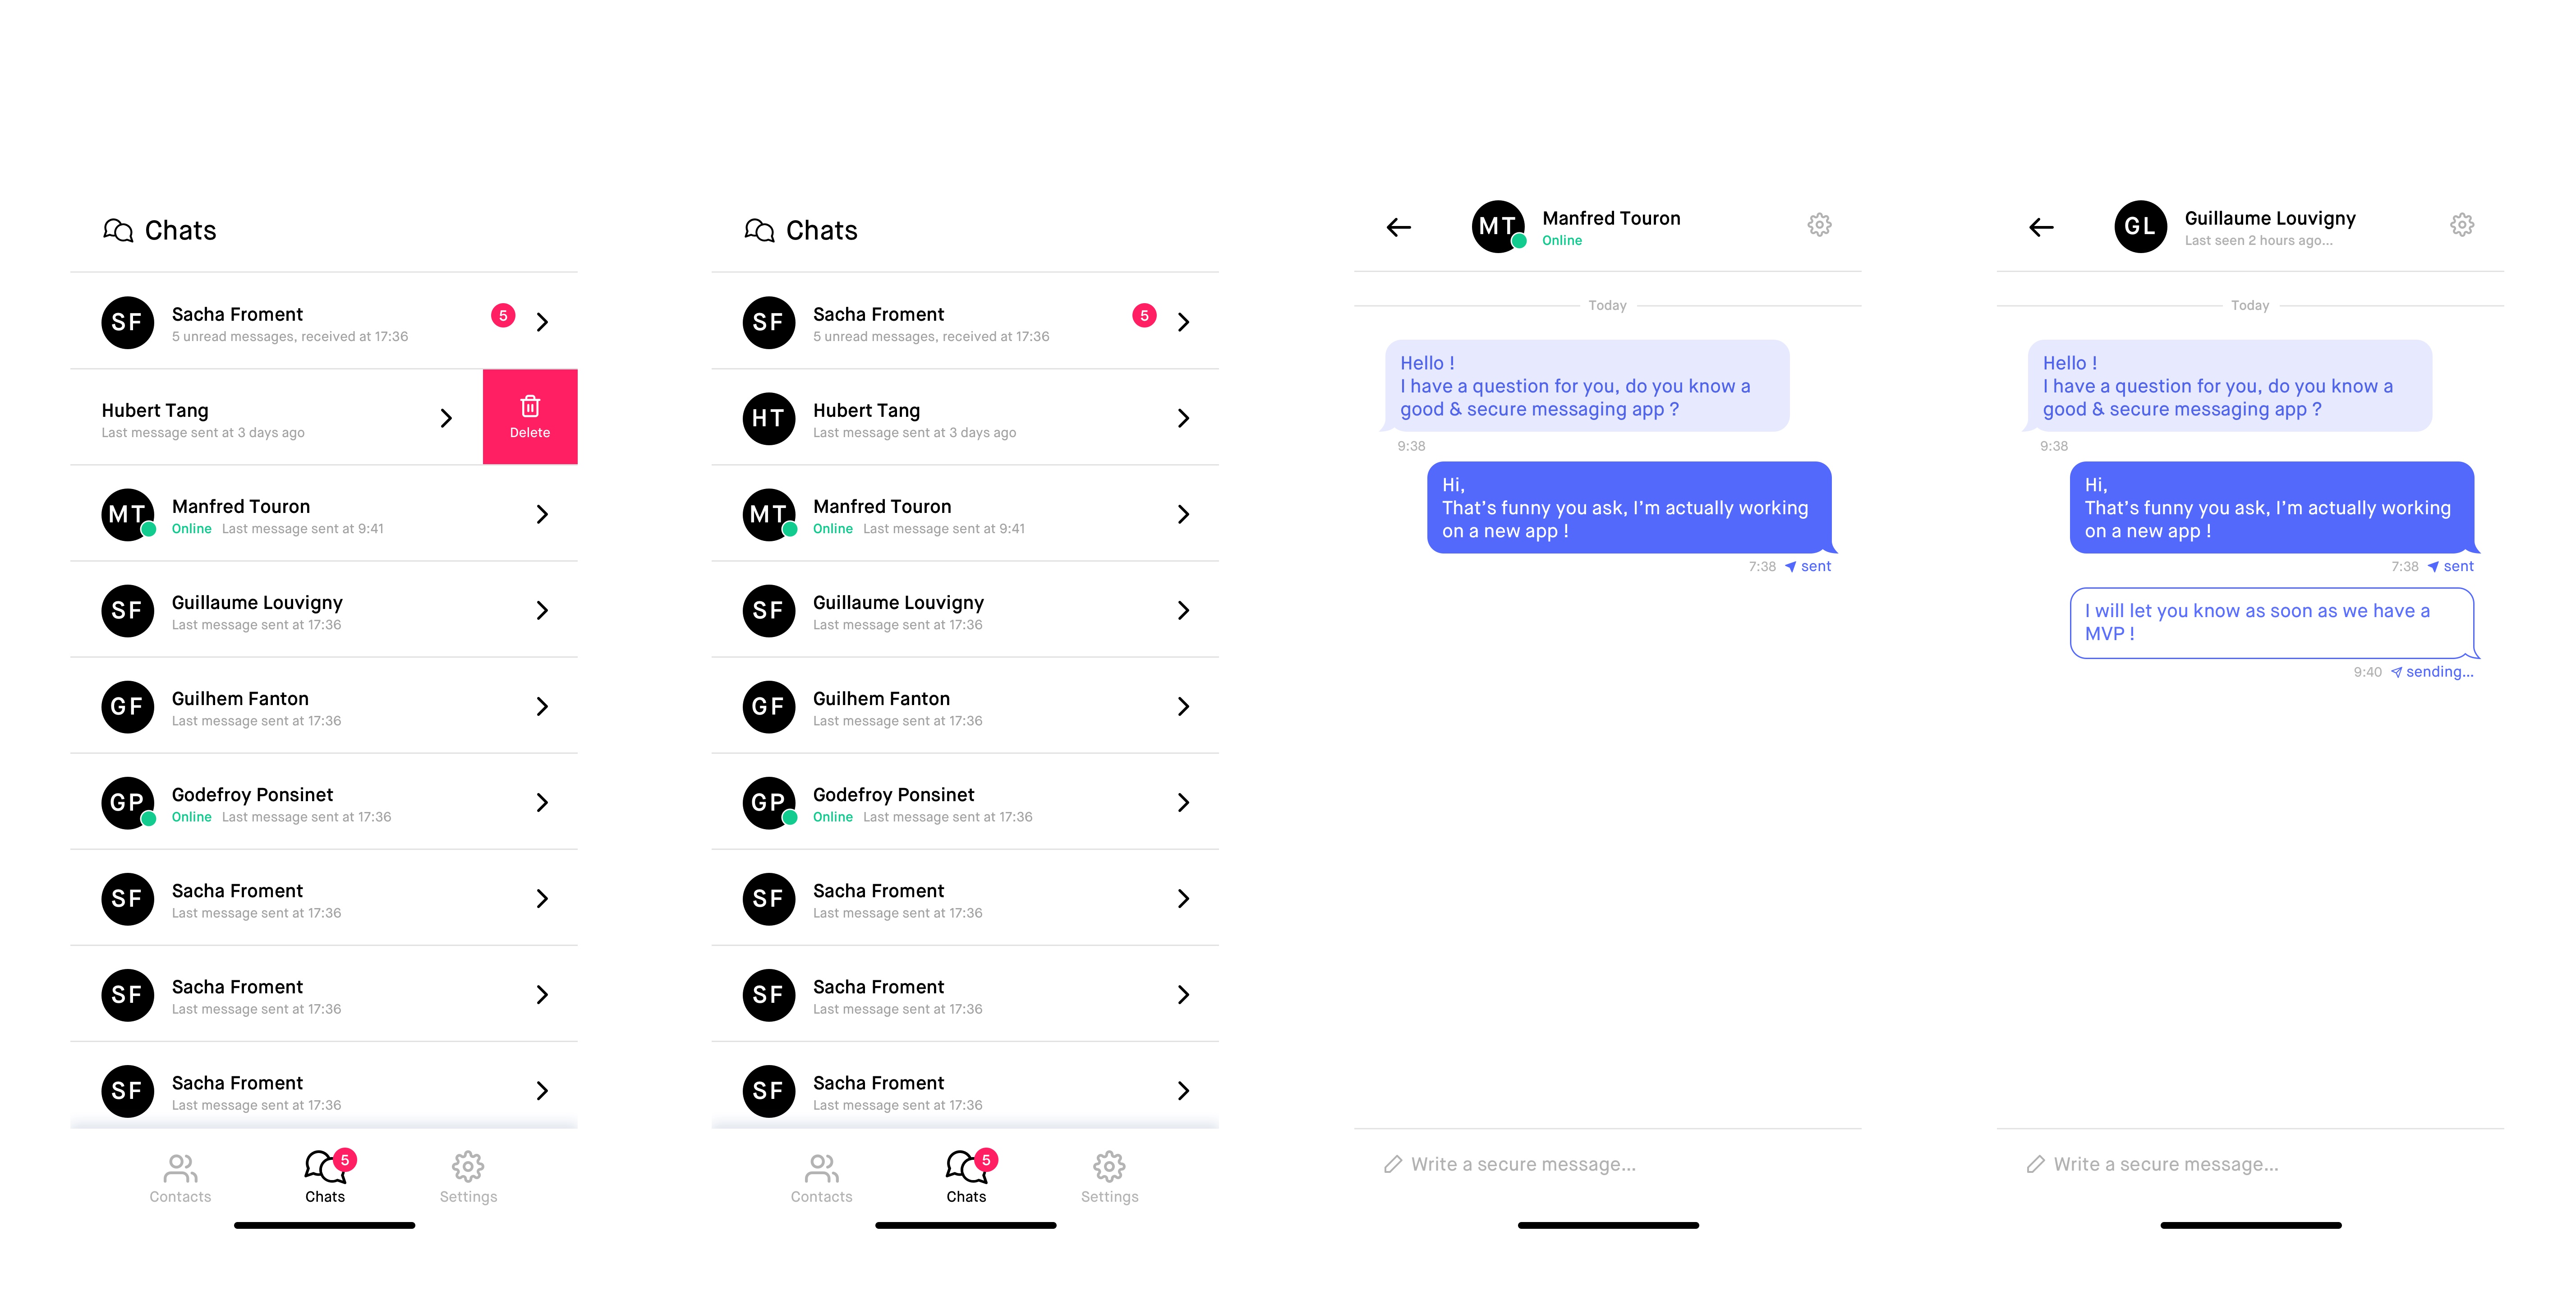 Chats
SF
Sacha Froment
5 unread messages, received at 17:36
5
Hubert Tang
Last message sent at 3 days ago
Delete
MT
Manfred Touron
Online Last message sent at 9:41
SF
Guillaume Louvigny
Last message sent at 17:36
GF
Guilhem Fanton
Last message sent at 17:36
GP
Godefroy Ponsinet
Online Last message sent at 17:36
SF
Sacha Froment
Last message sent at 17:36
SF
Sacha Froment
Last message sent at 17:36
SF
Sacha Froment
Last message sent at 17:36
Contacts
5
Chats
Settings
Chats
SF
Sacha Froment
5 unread messages, received at 17:36
5
HT
Hubert Tang
Last message sent at 3 days ago
MT
Manfred Touron
Online Last message sent at 9:41
SF
Guillaume Louvigny
Last message sent at 17:36
GF
Guilhem Fanton
Last message sent at 17:36
GP
Godefroy Ponsinet
Online Last message sent at 17:36
SF
Sacha Froment
Last message sent at 17:36
SF
Sacha Froment
Last message sent at 17:36
SF
Sacha Froment
Last message sent at 17:36
Contacts
5
Chats
Settings
MT
Manfred Touron
Online
Today
Hello !
I have a question for you, do you know a
good & secure messaging app ?
9:38
Hi,
That’s funny you ask, I’m actually working
on a new app !
7:38 sent
Write a secure message...
GL
Guillaume Louvigny
Last seen 2 hours ago...
Today
Hello !
I have a question for you, do you know a
good & secure messaging app ?
9:38
Hi,
That’s funny you ask, I’m actually working
on a new app !
7:38 sent
I will let you know as soon as we have a
MVP !
9:40 sending...
Write a secure message...